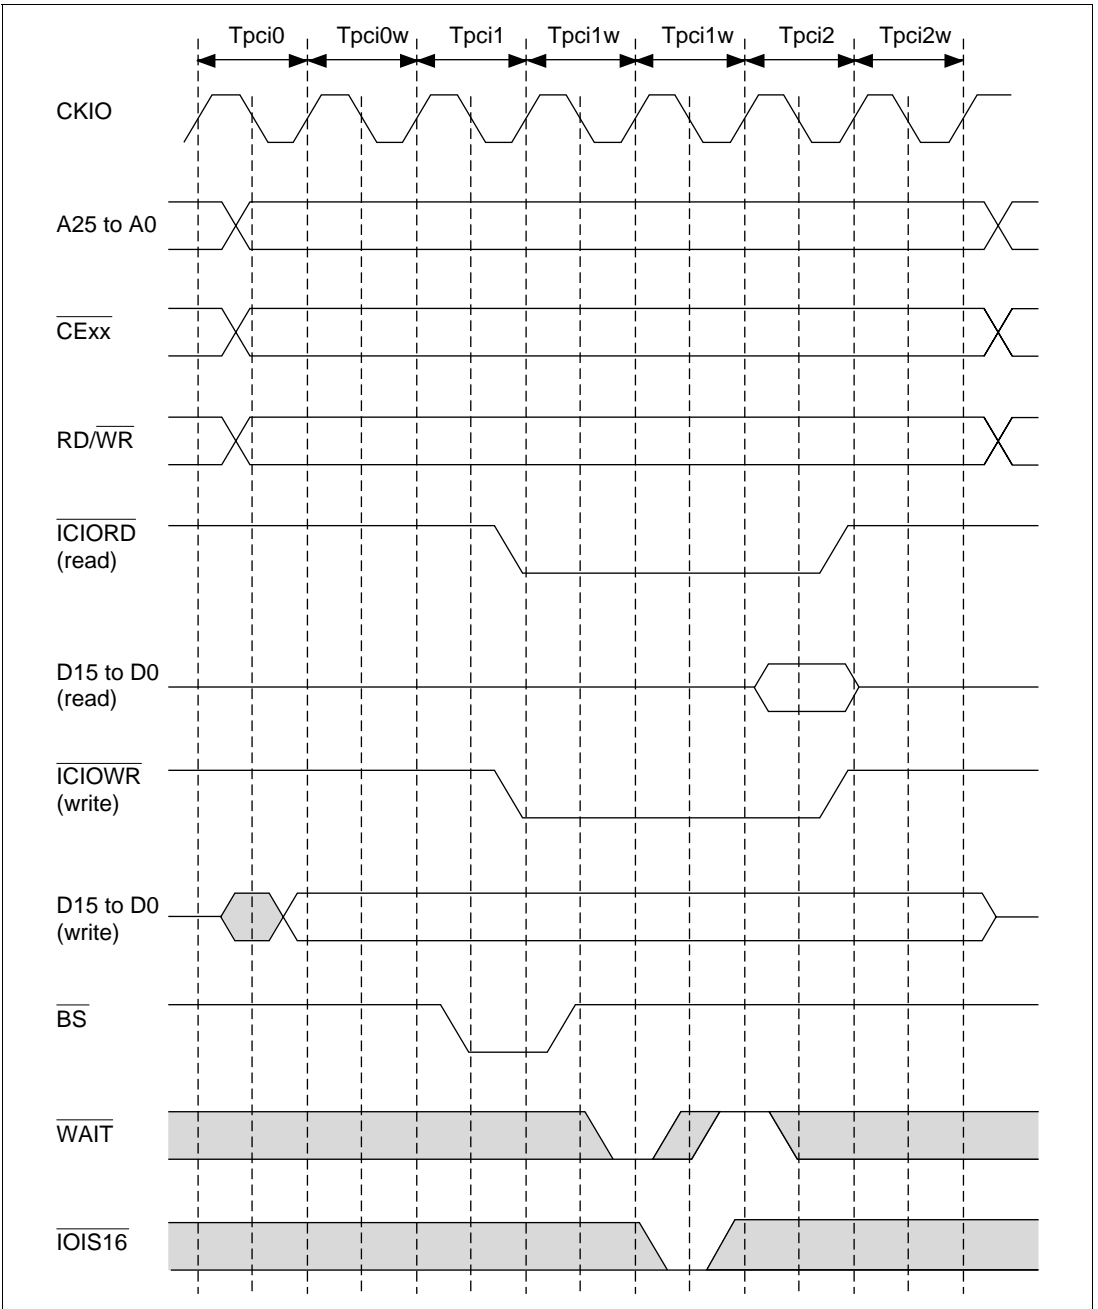 Tpci0 Tpci0w Tpci1 Tpci1w Tpci1w Tpci2 Tpci2w
CKIO
A25 to A0
CExx
RD/WR
ICIORD
(read)
D15 to D0
(read)
ICIOWR
(write)
D15 to D0
(write)
BS
WAIT
IOIS16